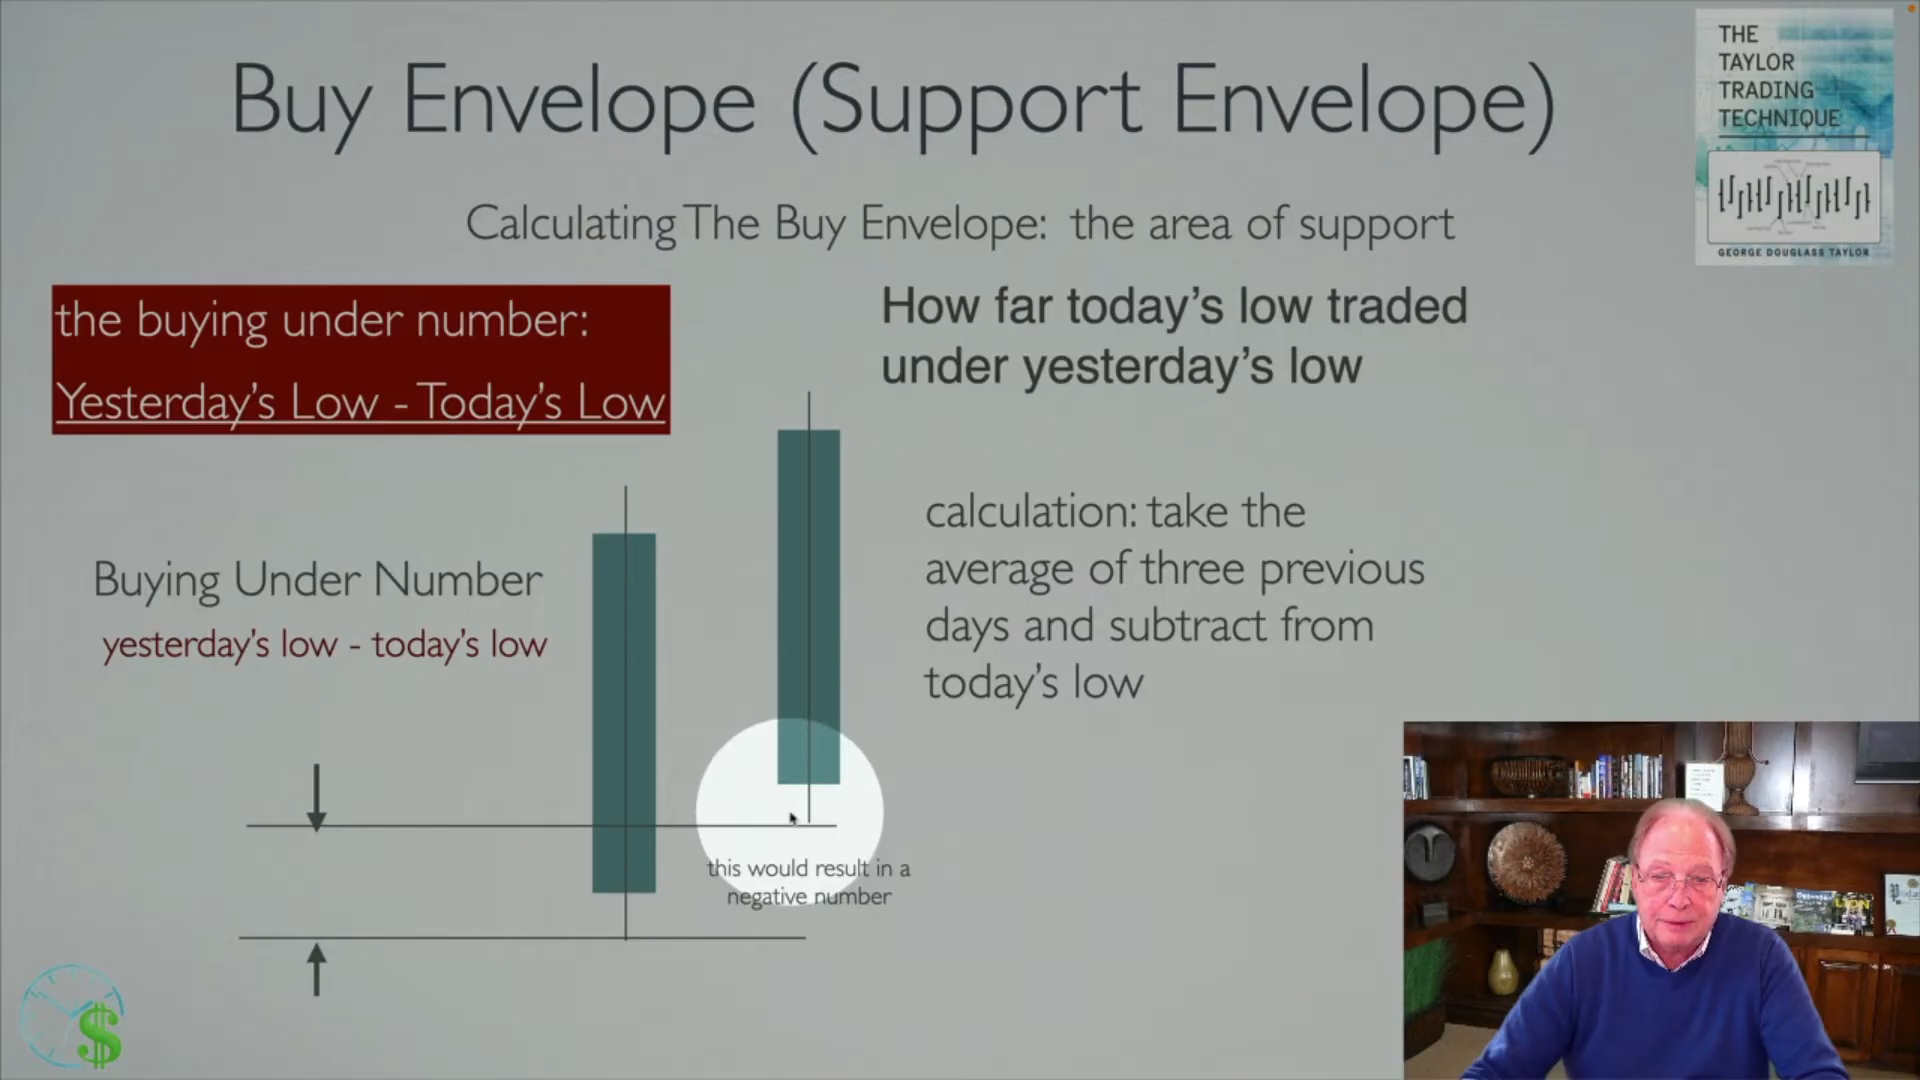 Buy Envelope (Support Envelope)
THE
TAYLOR
TRADING
TECHNIQUE
GEORGE DOUGLASS TAYLOR
Calculating The Buy Envelope: the area of support
the buying under number:
Yesterday's Low - Today's Low
How far today's low traded
under yesterday's low
Buying Under Number
yesterday's low - today's low
calculation: take the
average of three previous
days and subtract from
today's low
this would result in a
negative number
$
LION